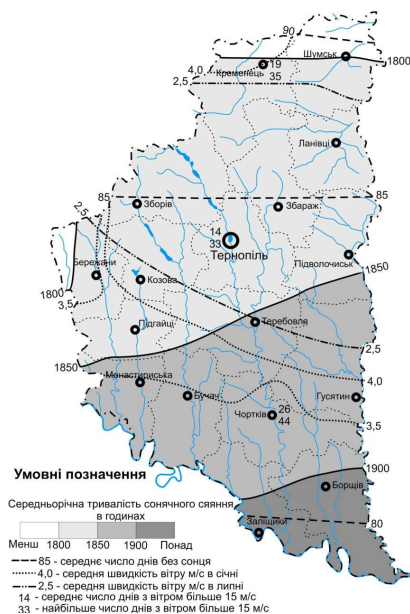 90
Шумськ
1800
4,0
19
Кременець
35
2,5
Ланівці
85
85
Зборів
Збараж
2,5
14
33
Тернопіль
Підволочиськ
Бережани
1850
Козова
1800
3,5
Підгайці
Теребовля
1850
2,5
Монастириська
4,0
Бучач
Гусятин
26
Чортків
44
3,5
1900
Умовні позначення
Борщів
Середньорічна тривалість сонячного сяяння
в годинах
80
Заліщики
Менш 1800 1850 1900 Понад
85 - середнє число днів без сонця
4,0 - середня швидкість вітру м/с в січні
2,5 - середня швидкість вітру м/с в липні
14 - середнє число днів з вітром більше 15 м/с
33 - найбільше число днів з вітром більше 15 м/с